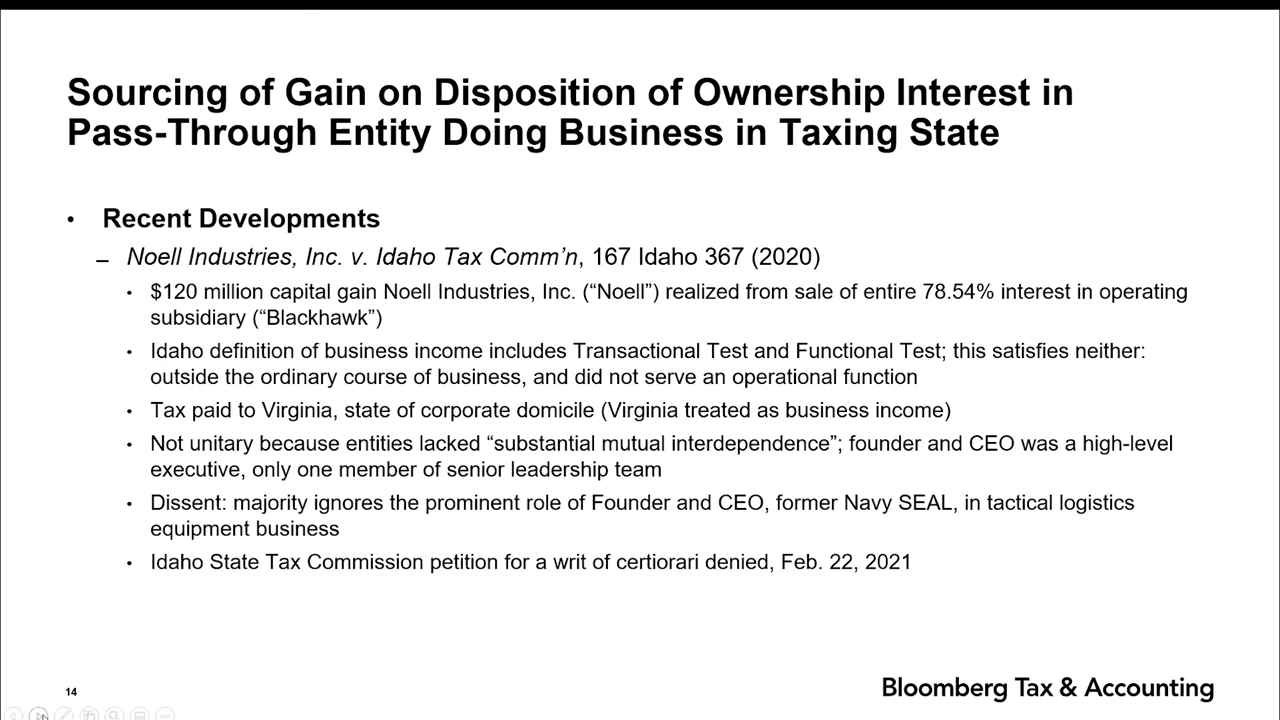 Sourcing of Gain on Disposition of Ownership Interest in
Pass-Through Entity Doing Business in Taxing State
• Recent Developments
– Noell Industries, Inc. v. Idaho Tax Comm’n, 167 Idaho 367 (2020)
• $120 million capital gain Noell Industries, Inc. (“Noell”) realized from sale of entire 78.54% interest in operating
subsidiary (“Blackhawk”)
• Idaho definition of business income includes Transactional Test and Functional Test; this satisfies neither:
outside the ordinary course of business, and did not serve an operational function
• Tax paid to Virginia, state of corporate domicile (Virginia treated as business income)
• Not unitary because entities lacked “substantial mutual interdependence”; founder and CEO was a high-level
executive, only one member of senior leadership team
• Dissent: majority ignores the prominent role of Founder and CEO, former Navy SEAL, in tactical logistics
equipment business
• Idaho State Tax Commission petition for a writ of certiorari denied, Feb. 22, 2021
14
Bloomberg Tax & Accounting